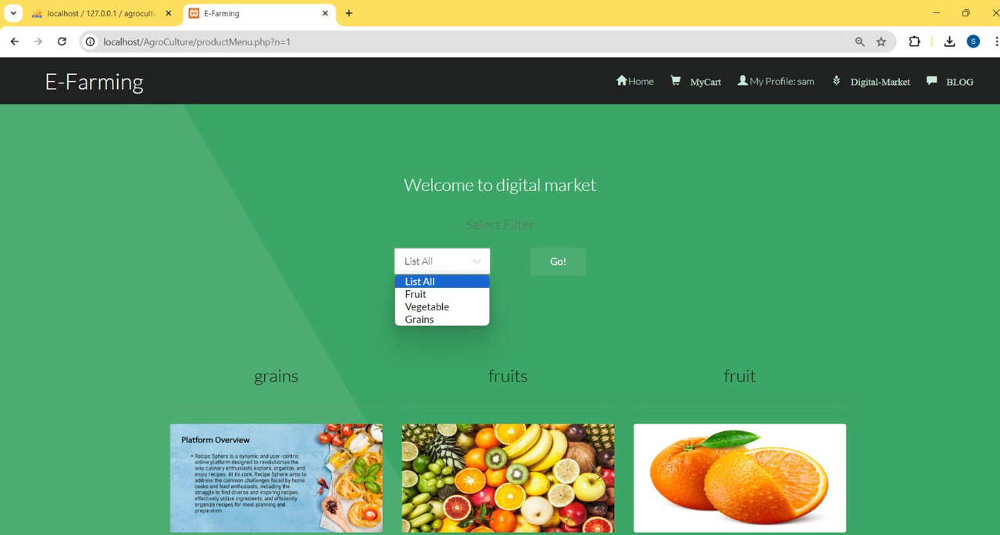 localhost / 127.0.0.1 / agrocultu
E-Farming
localhost/AgroCulture/productMenu.php?n=1
S
E-Farming
Home MyCart My Profile: sam Digital-Market BLOG
Welcome to digital market
Select Filter
List All Go!
List All
Fruit
Vegetable
Grains
grains fruits fruit
Platform Overview
• Recipe Sphere is a dynamic and user-centric
online platform designed to revolutionize the
way culinary enthusiasts explore, organize, and
enjoy recipes. At its core, Recipe Sphere aims to
address the common challenges faced by home
cooks and food enthusiasts, including the
struggle to find diverse and inspiring recipes,
effectively utilize ingredients, and efficiently
organize recipes for meal planning and
preparation.